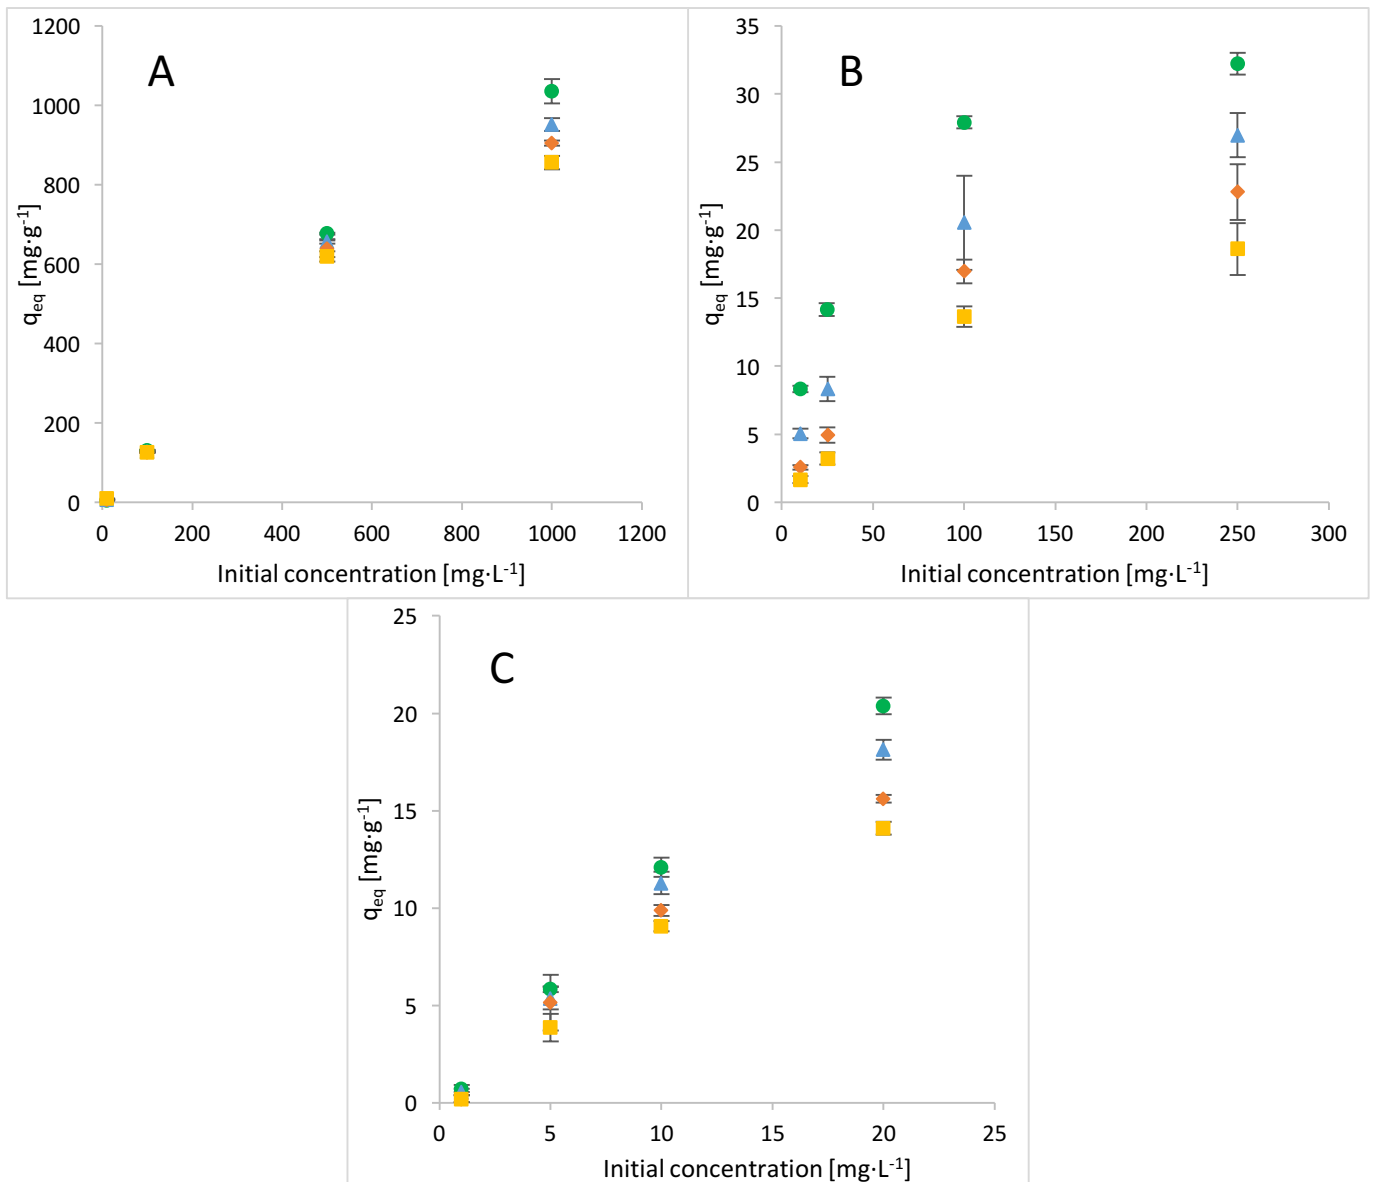 A
1200
1000
800
600
400
200
0
q_eq [mg·g⁻¹]
0 200 400 600 800 1000 1200
Initial concentration [mg·L⁻¹]
B
35
30
25
20
15
10
5
0
q_eq [mg·g⁻¹]
0 50 100 150 200 250 300
Initial concentration [mg·L⁻¹]
C
25
20
15
10
5
0
q_eq [mg·g⁻¹]
0 5 10 15 20 25
Initial concentration [mg·L⁻¹]